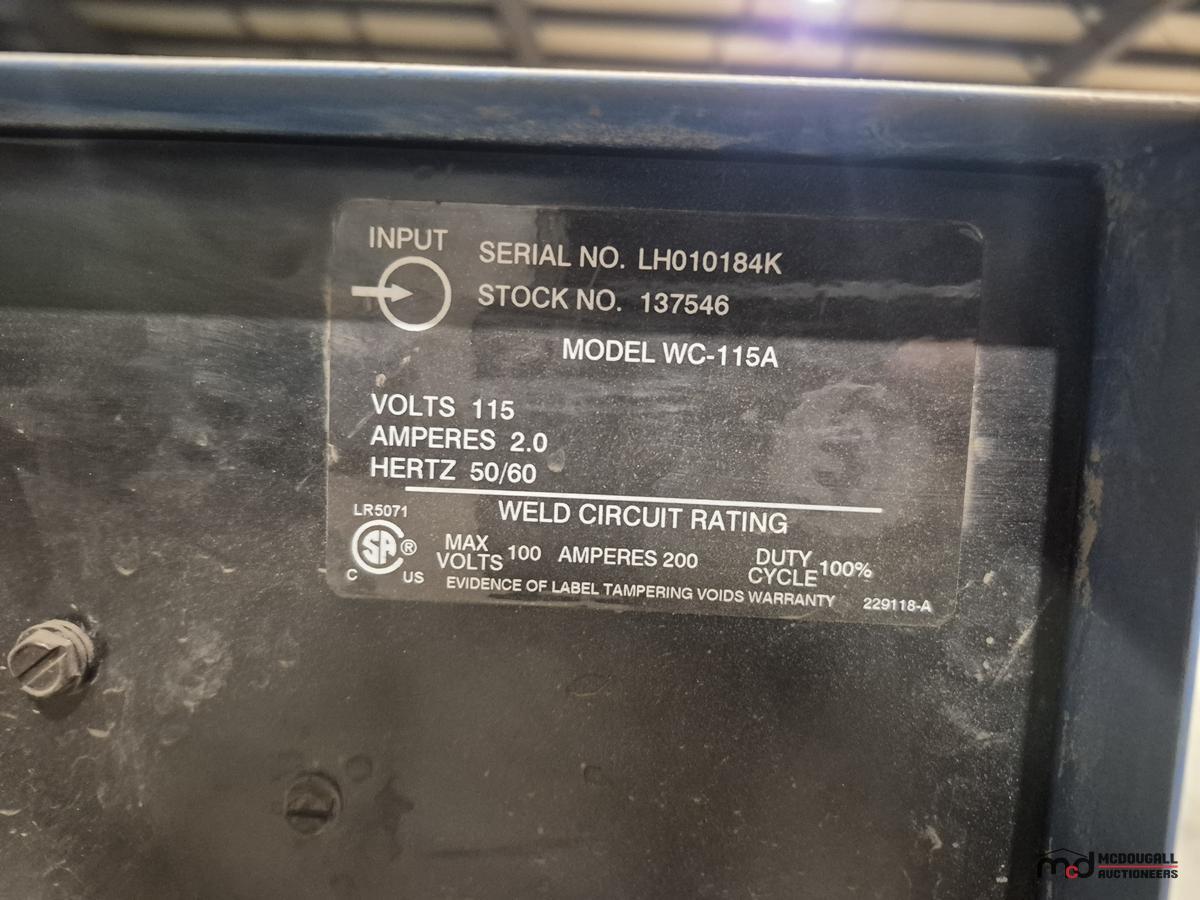 INPUT
SERIAL NO. LH010184K
STOCK NO. 137546
MODEL WC-115A
VOLTS 115
AMPERES 2.0
HERTZ 50/60
WELD CIRCUIT RATING
LR5071
SA ®
C US
MAX VOLTS 100 AMPERES 200 DUTY CYCLE 100%
EVIDENCE OF LABEL TAMPERING VOIDS WARRANTY 229118-A
mcd MCDOUGALL
AUCTIONEERS